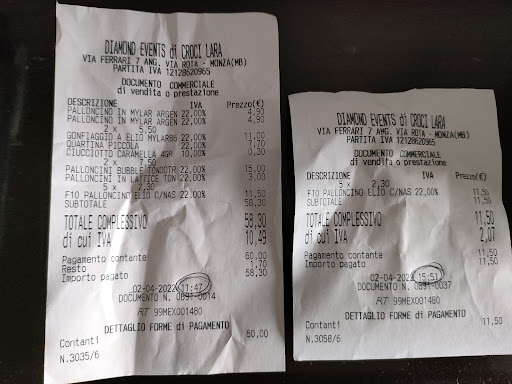 DIAMOND EVENTS di CROCI LARA
VIA FERRARI 7 ANG. VIA ROTA - MONZA(MB)
PARTITA IVA 12128620965
DOCUMENTO COMMERCIALE
di vendita o prestazione
DESCRIZIONE IVA Prezzo(€)
PALLONCINO IN MYLAR ARGEN 22,00% 4,90
PALLONCINO IN MYLAR ARGEN 22,00% 4,90
2 x 5,50
GONFIAGGIO A ELIO MYLAR85 22,00% 11,00
QUARTINA PICCOLA 22,00% 7,70
CIUCCIOTTO CARAMELLA 4GR 10,00% 0,30
2 x 7,50
PALLONCINI BUBBLE TONDOTR 22,00% 15,00
PALLONCINI IN LATTICE TON 22,00% 3,00
5 x 2,30
F10 PALLONCINO ELIO C/NAS 22,00% 11,50
SUBTOTALE 58,30
TOTALE COMPLESSIVO 58,30
di cui IVA 10,49
Pagamento contante 60,00
Resto 1,70
Importo pagato 58,30
02-04-2022 11:47
DOCUMENTO N. 0891-0014
RT 99MEX001480
DETTAGLIO FORME di PAGAMENTO
Contanti 60,00
N.3035/6
DIAMOND EVENTS di CROCI LARA
VIA FERRARI 7 ANG. VIA ROTA - MONZA(MB)
PARTITA IVA 12128620965
DOCUMENTO COMMERCIALE
di vendita o prestazione
DESCRIZIONE IVA Prezzo(€)
5 x 2,30
F10 PALLONCINO ELIO C/NAS 22,00% 11,50
SUBTOTALE 11,50
TOTALE COMPLESSIVO 11,50
di cui IVA 2,07
Pagamento contante 11,50
Importo pagato 11,50
02-04-2022 15:51
DOCUMENTO N. 0891-0037
RT 99MEX001480
DETTAGLIO FORME di PAGAMENTO
Contanti 11,50
N.3058/6